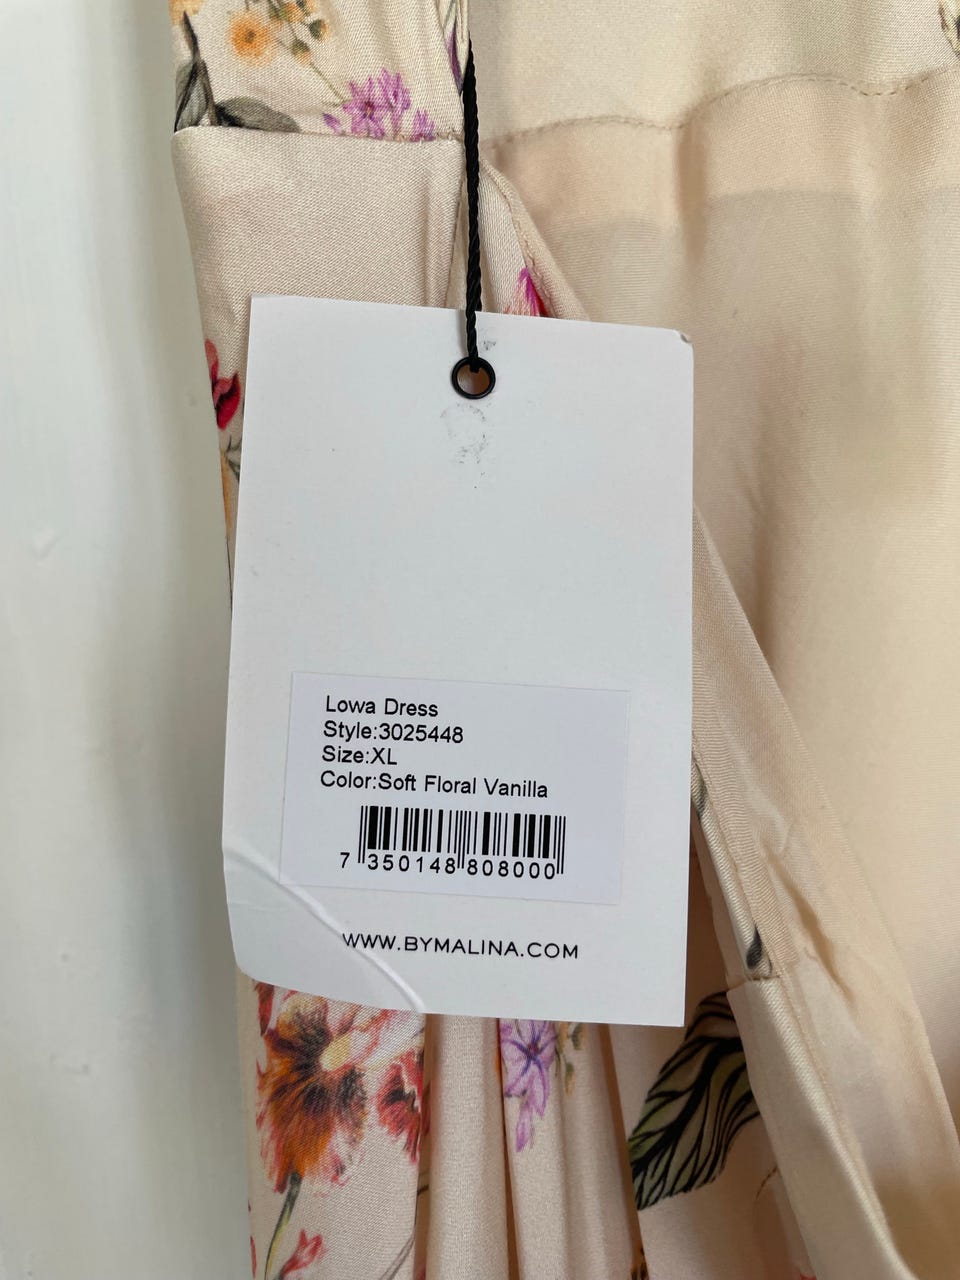 Lowa Dress
Style:3025448
Size:XL
Color:Soft Floral Vanilla
7 350148 808000
WWW.BYMALINA.COM